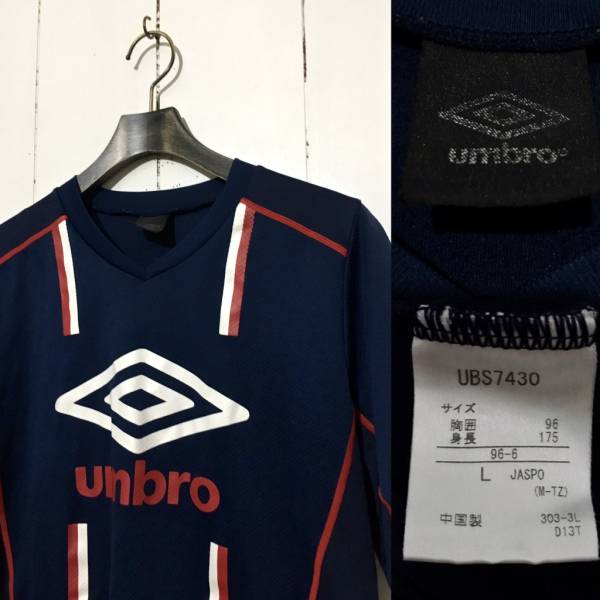 umbro
umbro
UBS7430
サイズ
胸囲 96
身長 175
96-6
L JASPO
(M-TZ)
中国製 303-3L
D13T